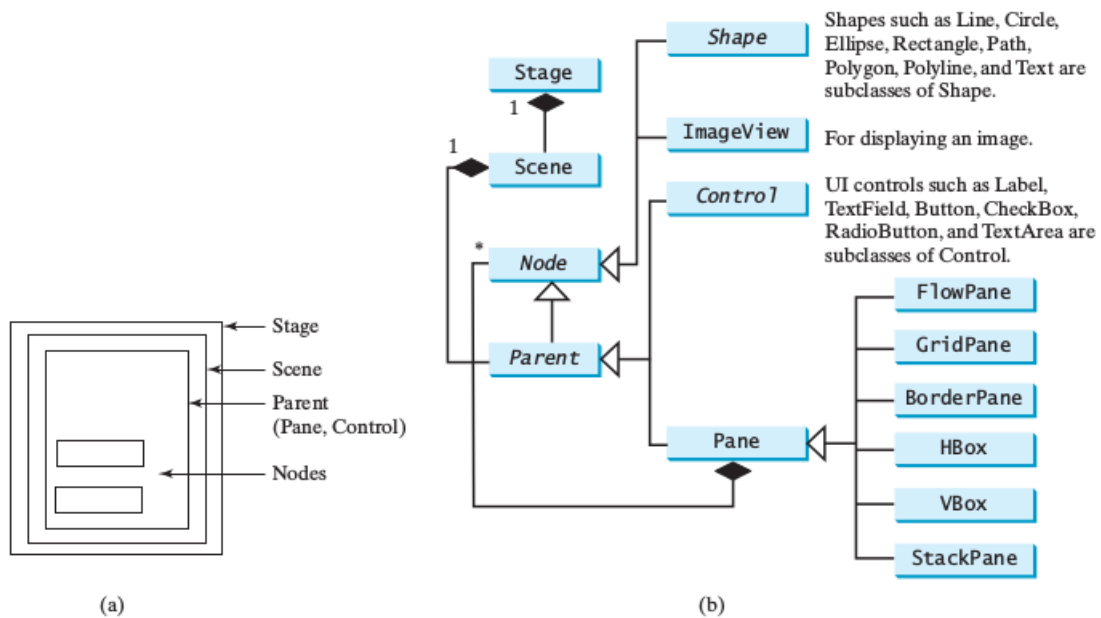 Stage
Scene
Parent
(Pane, Control)
Nodes
(a)
Stage
1
1
Scene
*
Node
Parent
Shape
Shapes such as Line, Circle,
Ellipse, Rectangle, Path,
Polygon, Polyline, and Text are
subclasses of Shape.
ImageView
For displaying an image.
Control
UI controls such as Label,
TextField, Button, CheckBox,
RadioButton, and TextArea are
subclasses of Control.
Pane
FlowPane
GridPane
BorderPane
HBox
VBox
StackPane
(b)